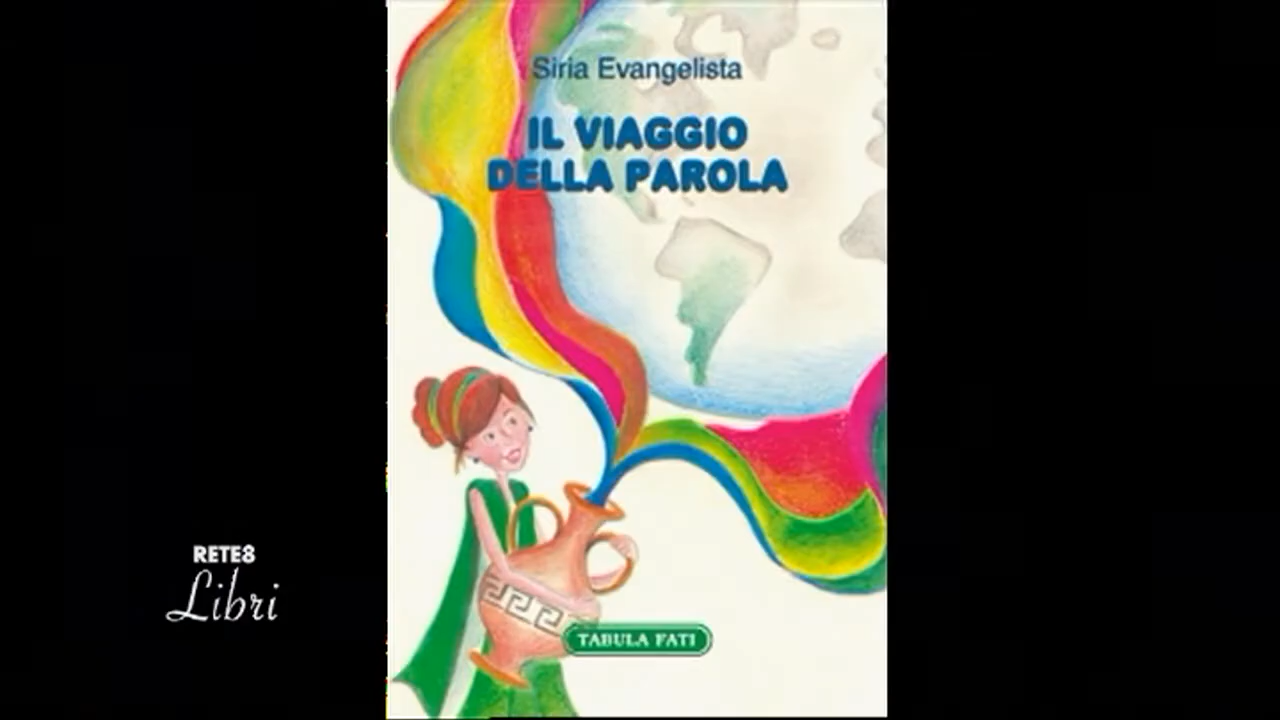 Siria Evangelista
IL VIAGGIO
DELLA PAROLA
RETE8
Libri
TABULA FATI